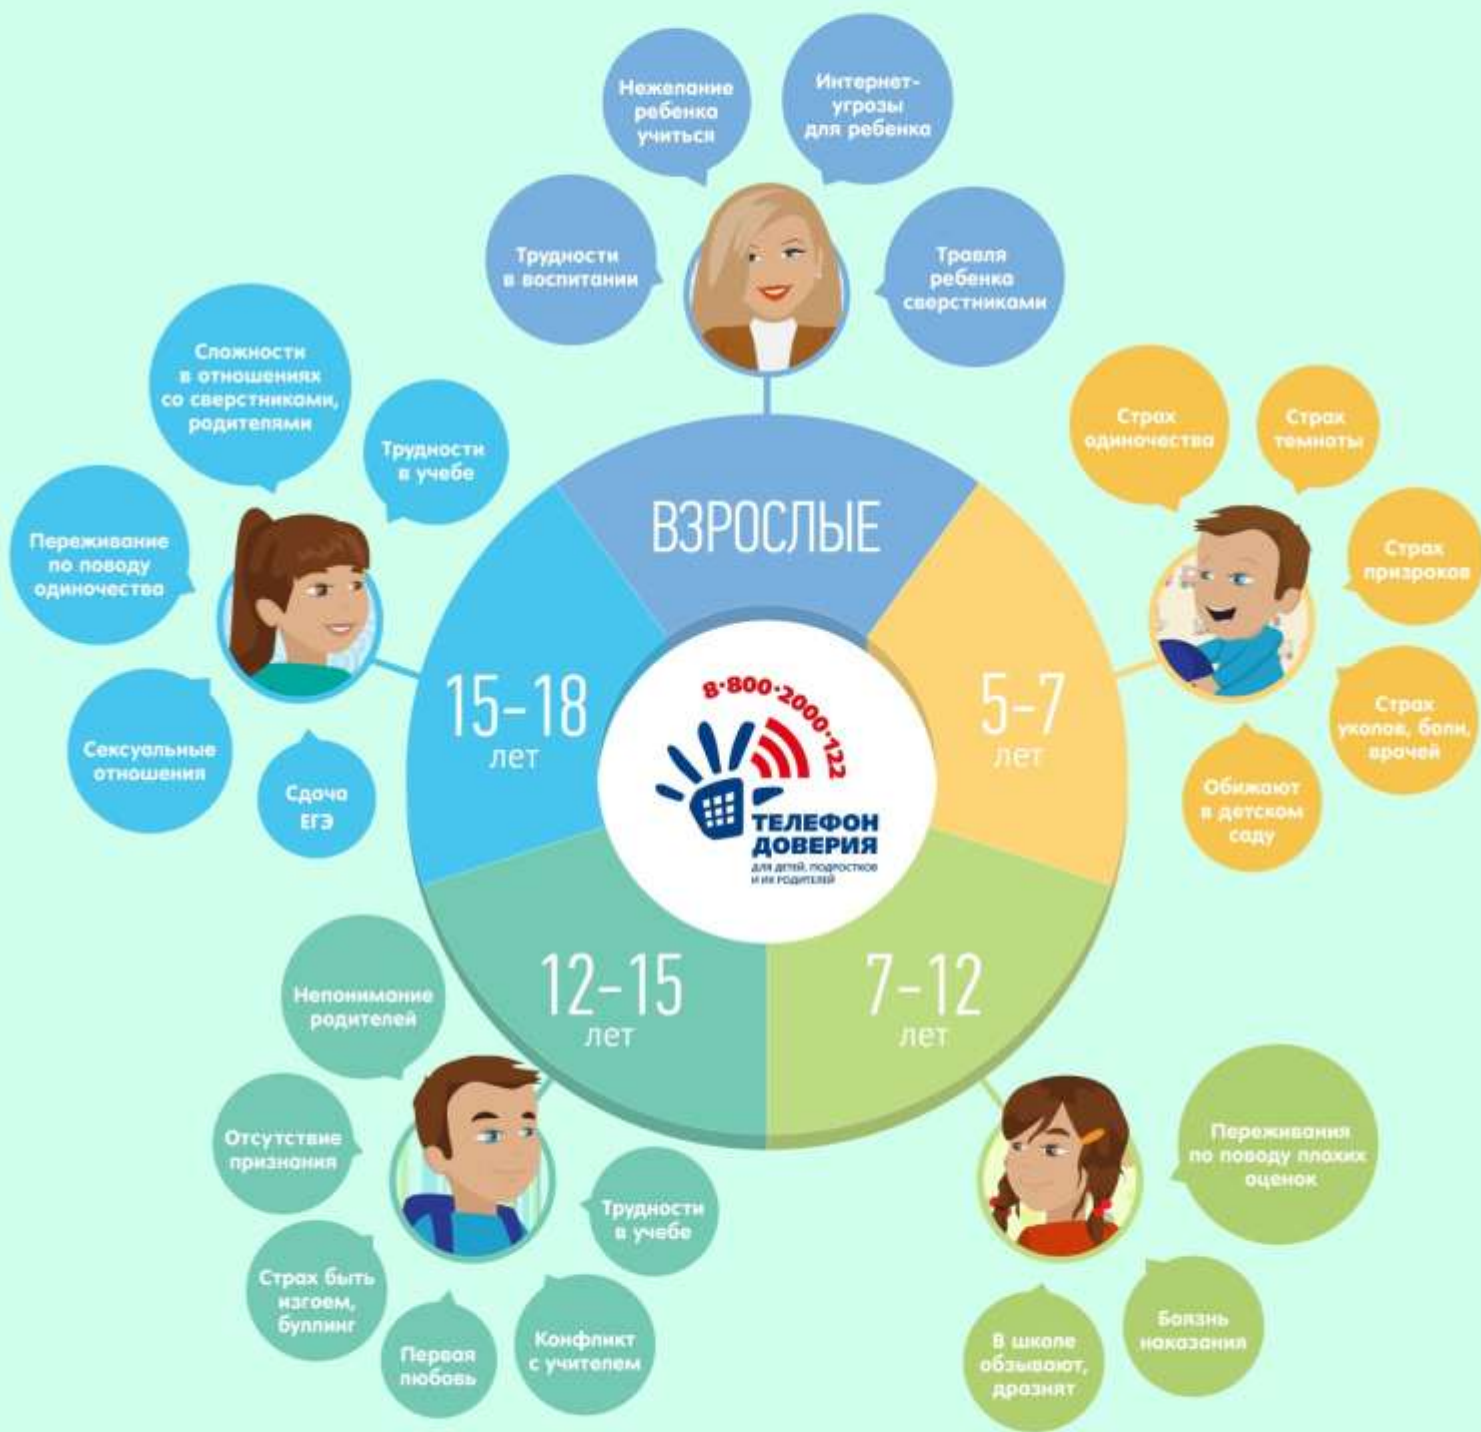 Нежелание
ребенка
учиться
Интернет-
угрозы
для ребенка
Трудности
в воспитании
Травля
ребенка
сверстниками
ВЗРОСЛЫЕ
Сложности
в отношениях
со сверстниками,
родителями
Трудности
в учебе
Переживание
по поводу
одиночества
Сексуальные
отношения
Сдача
ЕГЭ
15-18
лет
Страх
одиночества
Страх
темноты
Страх
призраков
Страх
уколов, боли,
врачей
Обижают
в детском
саду
5-7
лет
8-800-2000-122
ТЕЛЕФОН
ДОВЕРИЯ
ДЛЯ ДЕТЕЙ, ПОДРОСТКОВ
И ИХ РОДИТЕЛЕЙ
12-15
лет
Непонимание
родителей
Отсутствие
признания
Страх быть
изгоем,
буллинг
Первая
любовь
Конфликт
с учителем
Трудности
в учебе
7-12
лет
Переживания
по поводу плохих
оценок
Боязнь
наказания
В школе
обзывают,
дразнят